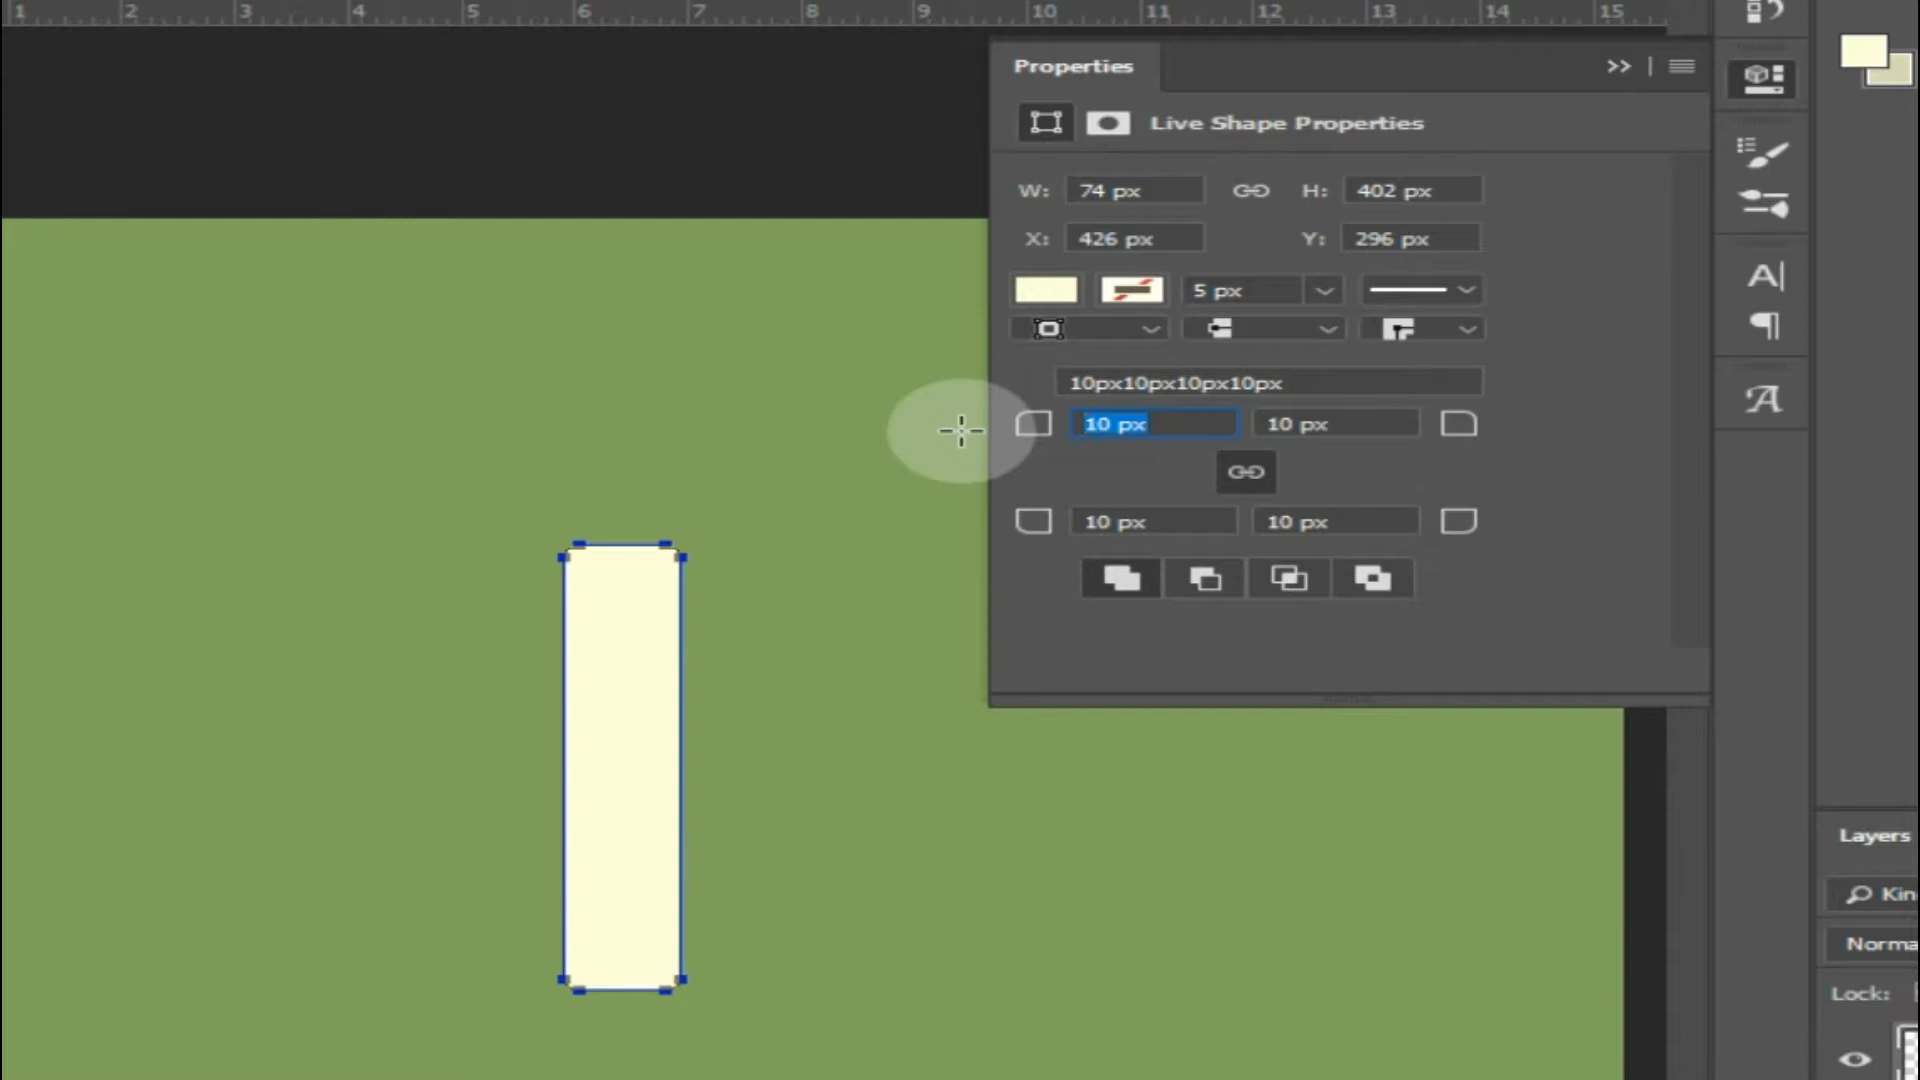 1 2 3 4 5 6 7 8 9 10 11 12 13 14 15
Properties
Live Shape Properties
W: 74 px H: 402 px
X: 426 px Y: 296 px
5 px
10px10px10px10px
10 px 10 px
10 px 10 px
A|
A
Layers
Kin
Norma
Lock: